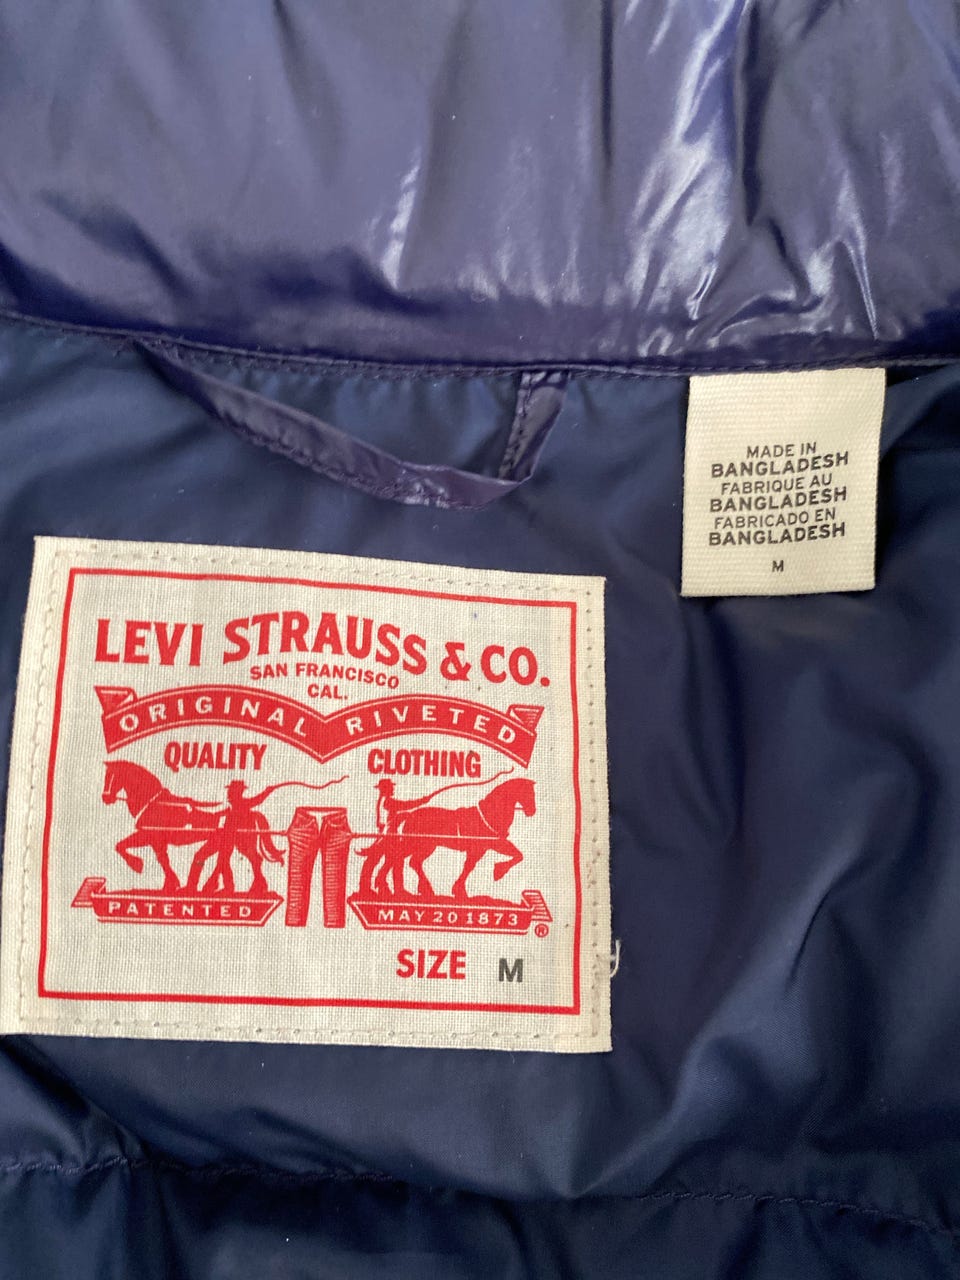 MADE IN
BANGLADESH
FABRIQUE AU
BANGLADESH
FABRICADO EN
BANGLADESH
M
LEVI STRAUSS & CO.
SAN FRANCISCO
CAL.
ORIGINAL RIVETED
QUALITY CLOTHING
PATENTED MAY 20 1873 ®
SIZE M